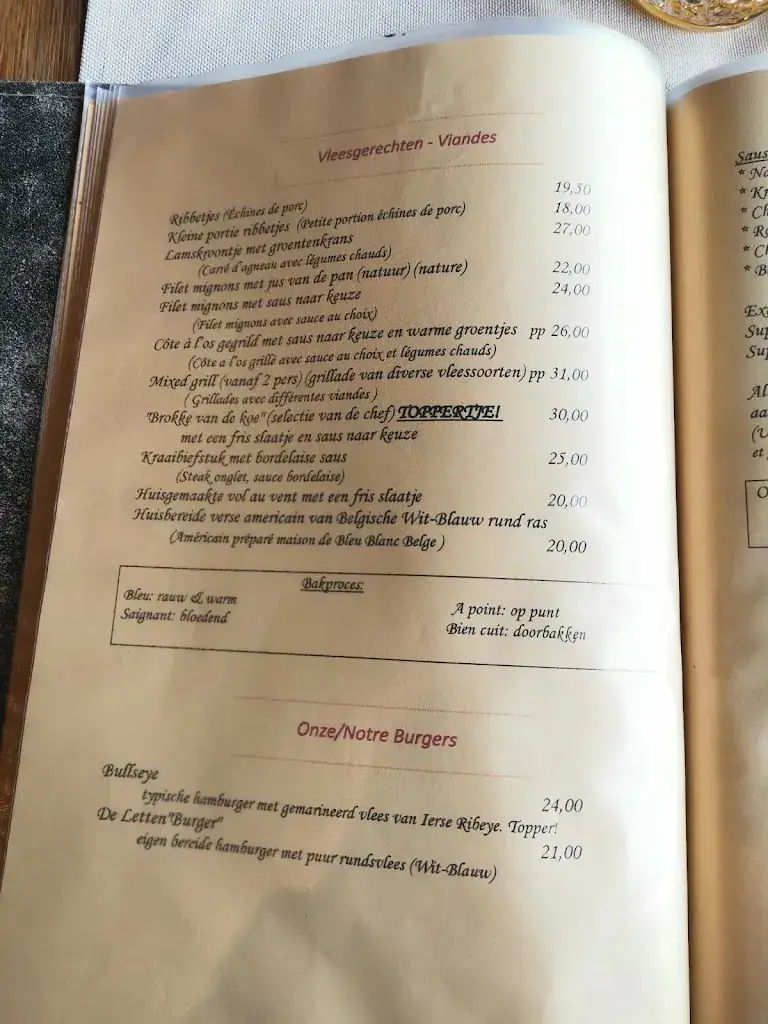 Vleesgerechten - Viandes
Ribbetjes (Échines de porc) 19,50
Kleine portie ribbetjes (Petite portion échines de porc) 18,00
Lamskroontje met groentenkrans 27,00
(Carré d'agneau avec légumes chauds)
Filet mignons met jus van de pan (natuur) (nature) 22,00
Filet mignons met saus naar keuze 24,00
(Filet mignons avec sauce au choix)
Côte à l'os gegrild met saus naar keuze en warme groentjes pp 26,00
(Côte a l'os grillé avec sauce au choix et légumes chauds)
Mixed grill (vanaf 2 pers) (grillade van diverse vleessoorten) pp 31,00
( Grillades avec différentes viandes )
"Brokke van de koe" (selectie van de chef) TOPPERTJE! 30,00
met een fris slaatje en saus naar keuze
Kraaibiefstuk met bordelaise saus 25,00
(Steak onglet, sauce bordelaise)
Huisgemaakte vol au vent met een fris slaatje 20,00
Huisbereide verse americain van Belgische Wit-Blauw rund ras
(Américain préparé maison de Bleu Blanc Belge ) 20,00
Bakproces:
Bleu: rauw & warm
Saignant: bloedend
A point: op punt
Bien cuit: doorbakken
Onze/Notre Burgers
Bullseye 24,00
typische hamburger met gemarineerd vlees van Ierse Ribeye. Topper!
De Letten"Burger" 21,00
eigen bereide hamburger met puur rundsvlees (Wit-Blauw)